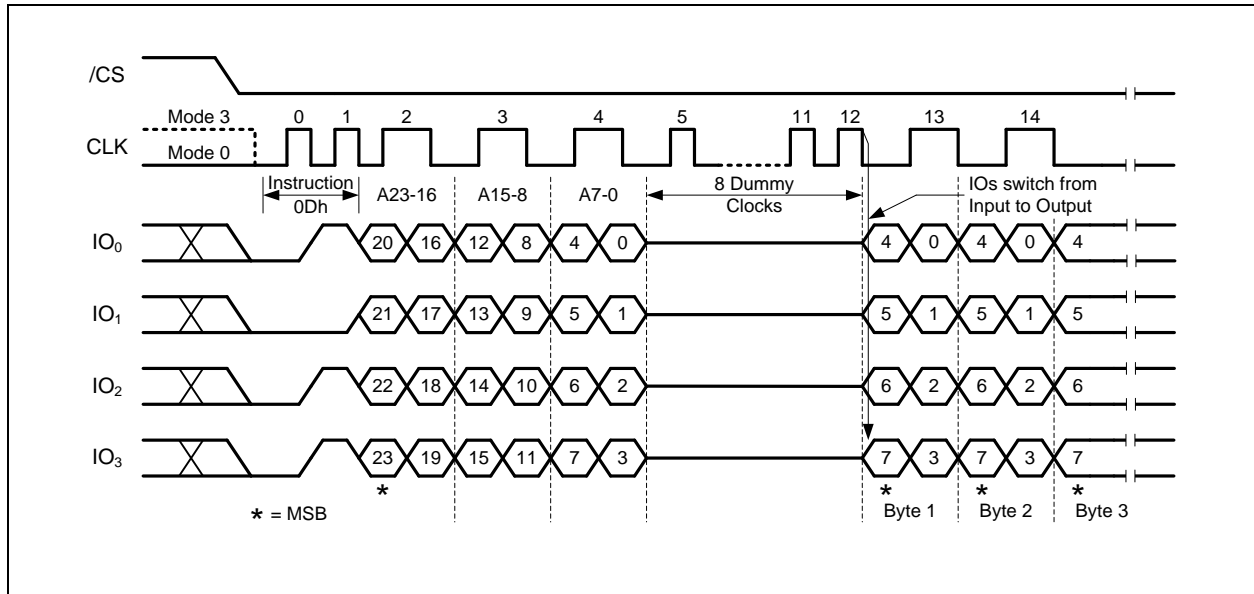 /CS
Mode 3 0 1 2 3 4 5 11 12 13 14
CLK
Mode 0
Instruction
0Dh
A23-16 A15-8 A7-0
8 Dummy
Clocks
IOs switch from
Input to Output
IO₀ 20 16 12 8 4 0 4 0 4 0 4
IO₁ 21 17 13 9 5 1 5 1 5 1 5
IO₂ 22 18 14 10 6 2 6 2 6 2 6
IO₃ 23 19 15 11 7 3 7 3 7 3 7
* * * *
* = MSB
Byte 1 Byte 2 Byte 3